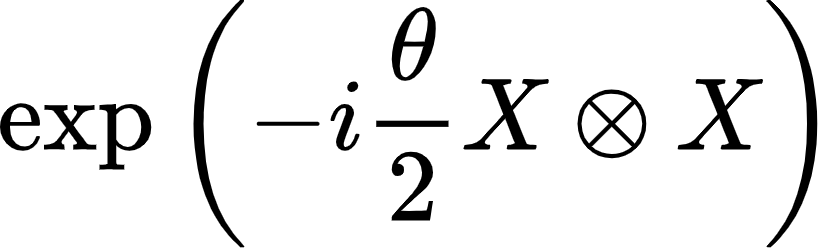 exp(−i θ/2 X ⊗ X)